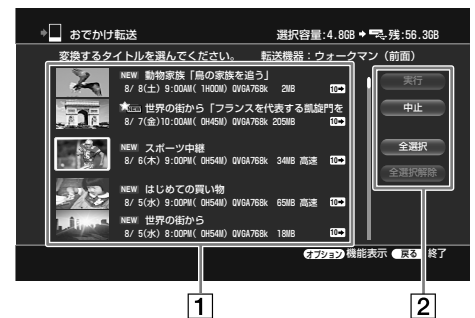 おでかけ転送
選択容量:4.8GB 残:56.3GB
変換するタイトルを選んでください。 転送機器：ウォークマン（前面）
NEW 動物家族「鳥の家族を追う」
8/ 8(土) 9:00AM( 1H00M) QVGA768k 2MB 10
世界の街から「フランスを代表する凱旋門を
8/ 7(金)10:00AM( 0H45M) QVGA768k 205MB 10
NEW スポーツ中継
8/ 6(木) 9:00PM( 0H54M) QVGA768k 34MB 高速 10
NEW はじめての買い物
8/ 5(水) 9:00PM( 0H54M) QVGA768k 65MB 高速 10
NEW 世界の街から
8/ 5(水) 8:00PM( 0H54M) QVGA768k 18MB 10
実行
中止
全選択
全選択解除
オプション 機能表示 戻る 終了
1
2